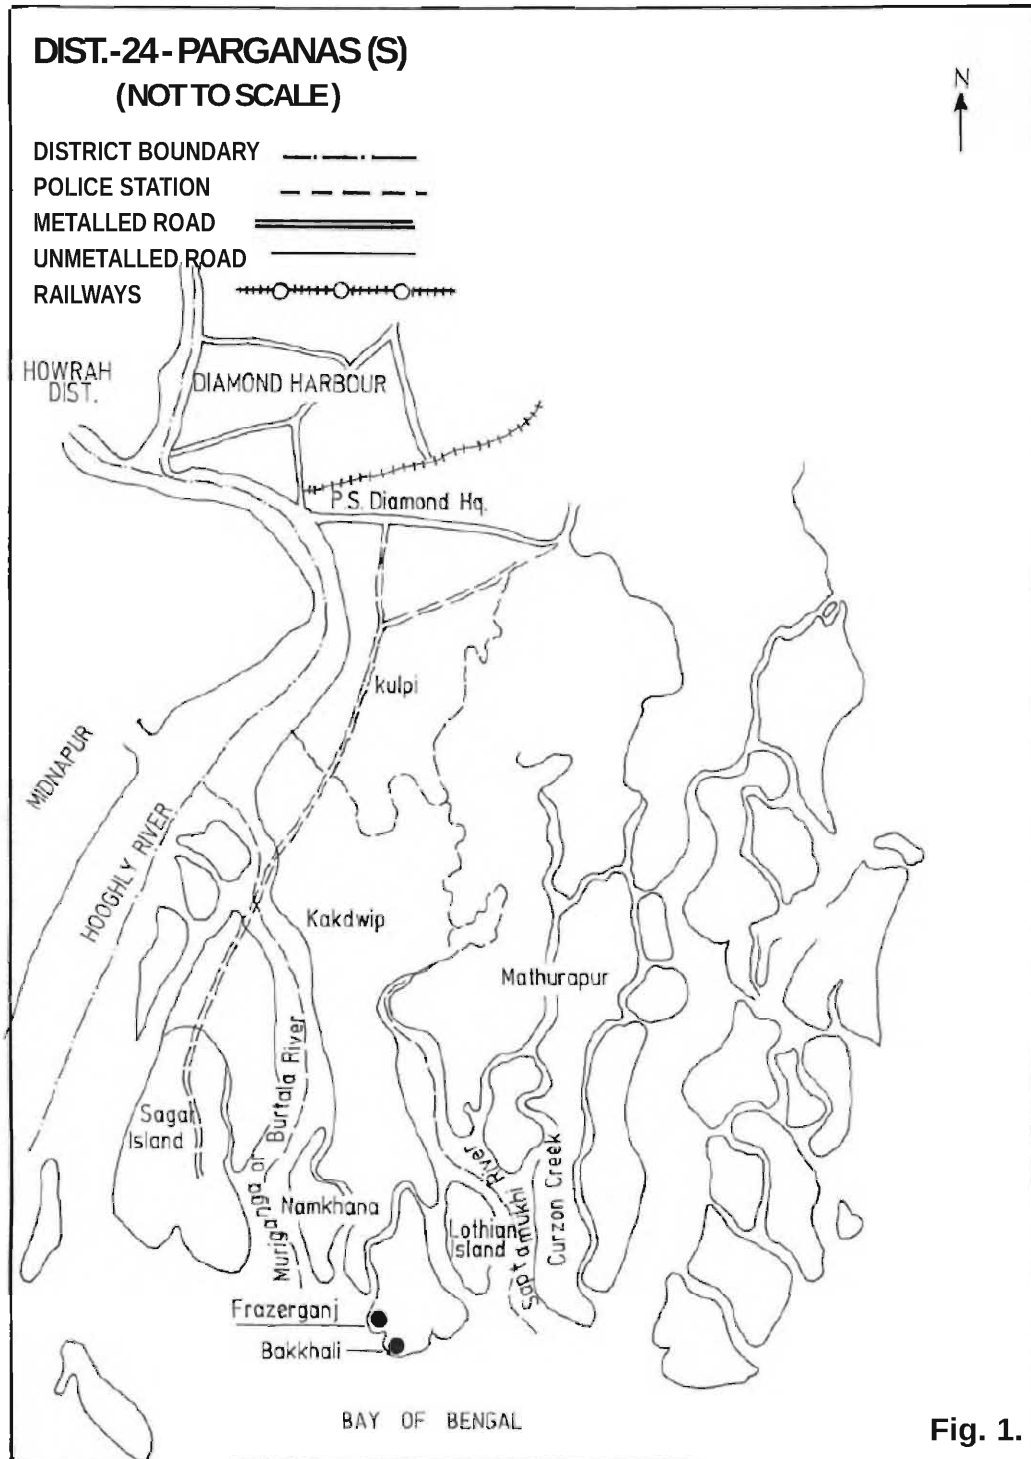 DIST.-24-PARGANAS (S)
(NOT TO SCALE)
N
DISTRICT BOUNDARY
POLICE STATION
METALLED ROAD
UNMETALLED ROAD
RAILWAYS
HOWRAH
DIST.
DIAMOND HARBOUR
P.S. Diamond Hq.
Kulpi
MIDNAPUR
HOOGHLY RIVER
Kakdwip
Mathurapur
Sagar
Island
Muriganga or Burtala River
Namkhana
Lothian
Island
Saptamukhi River
Curzon Creek
Frazerganj
Bakkhali
BAY OF BENGAL
Fig. 1.